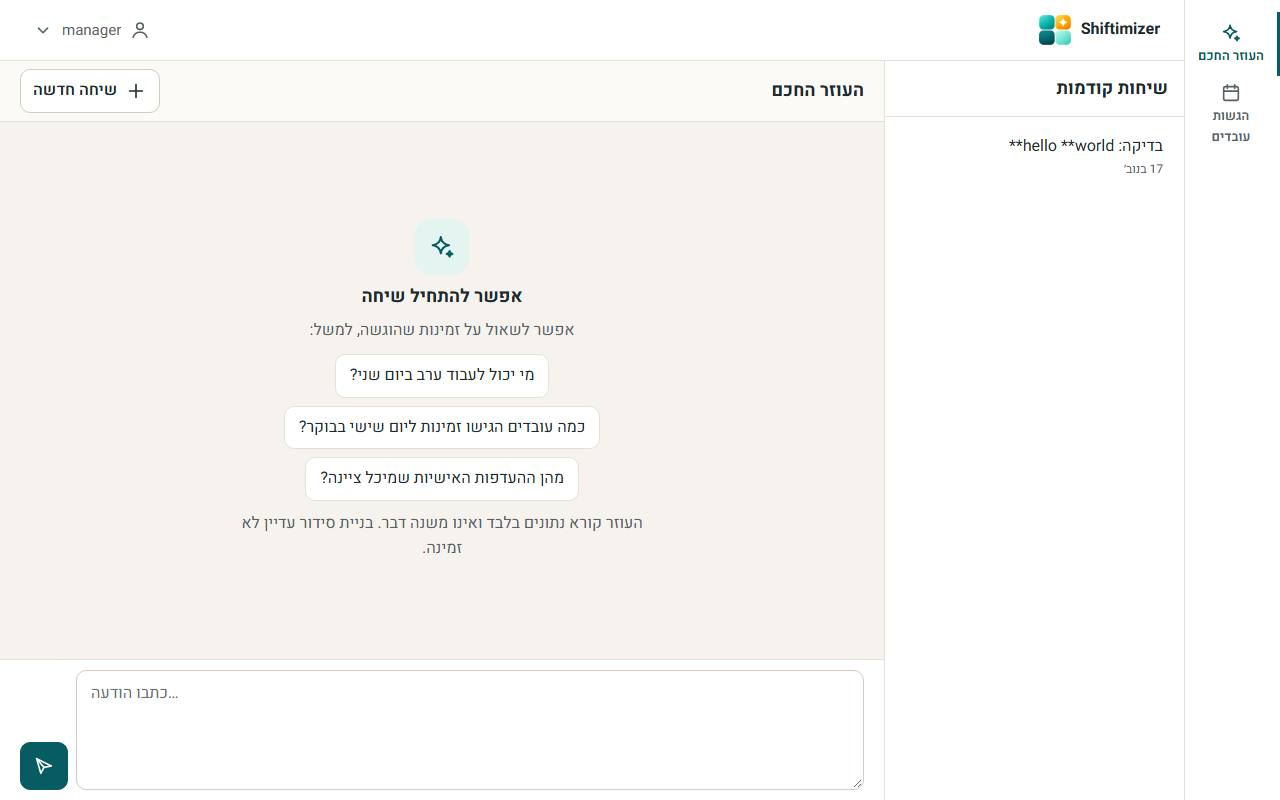 העוזר החכם
הגשות
עובדים
Shiftimizer
manager
שיחות קודמות
בדיקה: hello **world**
17 בנוב׳
העוזר החכם
שיחה חדשה
אפשר להתחיל שיחה
אפשר לשאול על זמינות שהוגשה, למשל:
מי יכול לעבוד ערב ביום שני?
כמה עובדים הגישו זמינות ליום שישי בבוקר?
מהן ההעדפות האישיות שמיכל ציינה?
העוזר קורא נתונים בלבד ואינו משנה דבר. בניית סידור עדיין לא
זמינה.
כתבו הודעה...